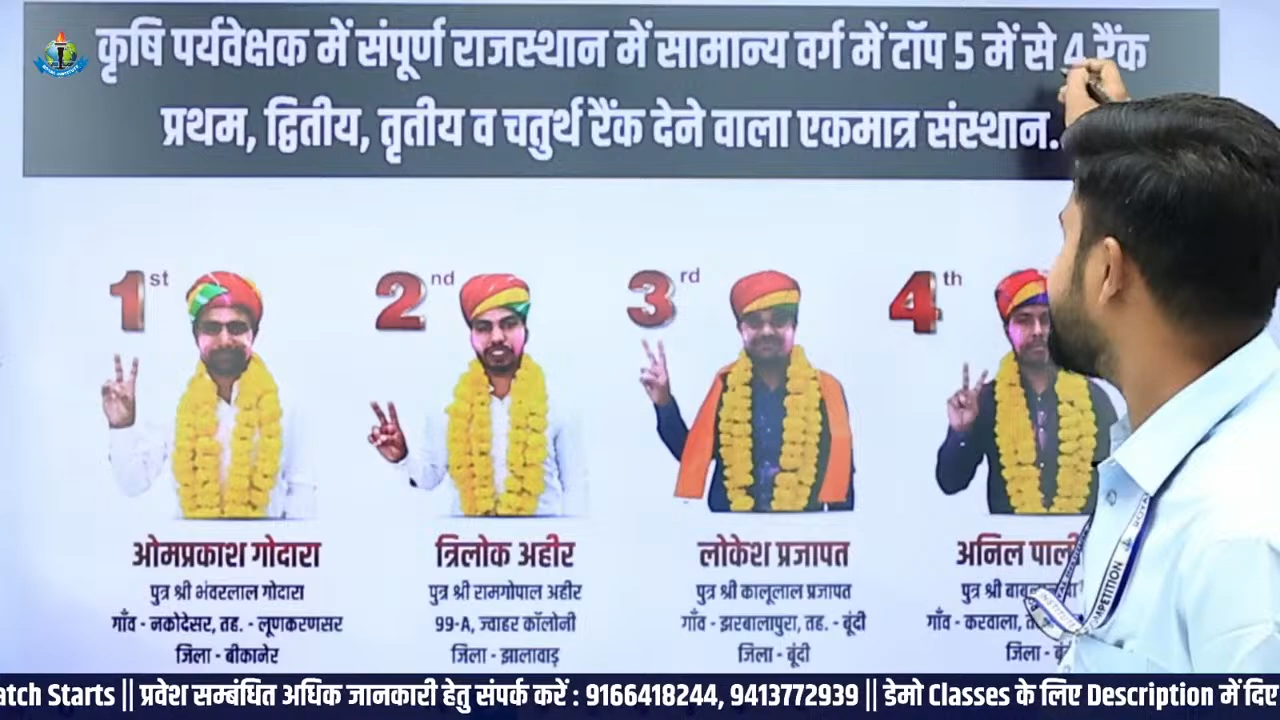 कृषि पर्यवेक्षक में संपूर्ण राजस्थान में सामान्य वर्ग में टॉप 5 में से 4 रैंक
प्रथम, द्वितीय, तृतीय व चतुर्थ रैंक देने वाला एकमात्र संस्थान.
1st
2nd
3rd
4th
ओमप्रकाश गोदारा
पुत्र श्री भंवरलाल गोदारा
गाँव - नकोदेसर, तह. - लूणकरणसर
जिला - बीकानेर
त्रिलोक अहीर
पुत्र श्री रामगोपाल अहीर
99-A, ज्वाहर कॉलोनी
जिला - झालावाड़
लोकेश प्रजापत
पुत्र श्री कालूलाल प्रजापत
गाँव - झरबालापुरा, तह. - बूंदी
जिला - बूंदी
अनिल
पुत्र श्री
गाँव - करवाला,
जिला -
atch Starts || प्रवेश सम्बंधित अधिक जानकारी हेतु संपर्क करें : 9166418244, 9413772939 || डेमो Classes के लिए Description में दिए